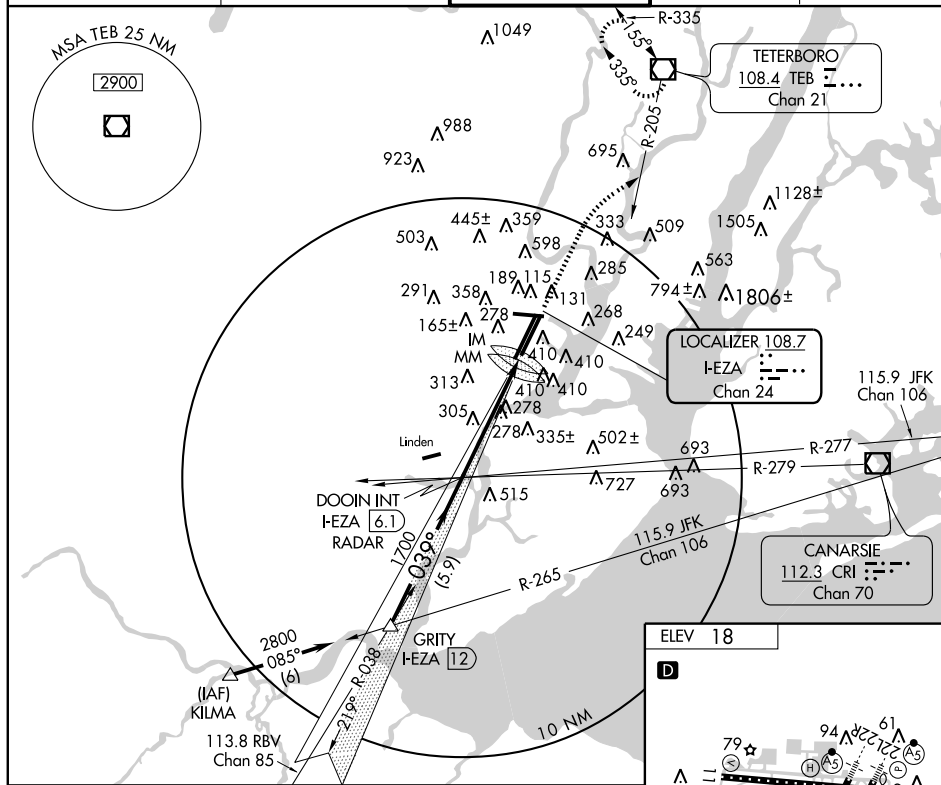 MSA TEB 25 NM
2900
1049
R-335
155°
335°
TETERBORO
108.4 TEB
Chan 21
R-205
988
923
695
1128±
1505
445±
359
503
598
333
509
563
285
794±
1806±
291
358
189
115
131
165±
278
268
249
IM
MM
410
410
410
410
LOCALIZER 108.7
I-EZA
Chan 24
313
305
278
278
335±
502±
693
693
727
515
Linden
115.9 JFK
Chan 106
R-277
R-279
DOOIN INT
I-EZA 6.1
RADAR
1700
039°
(5.9)
115.9 JFK
Chan 106
R-265
CANARSIE
112.3 CRI
Chan 70
GRITY
I-EZA 12
2800
085°
(6)
(IAF)
KILMA
R-038
219°
113.8 RBV
Chan 85
10 NM
ELEV 18
D
79
94
61
A5
A5
22R
22L
H
P
V
11